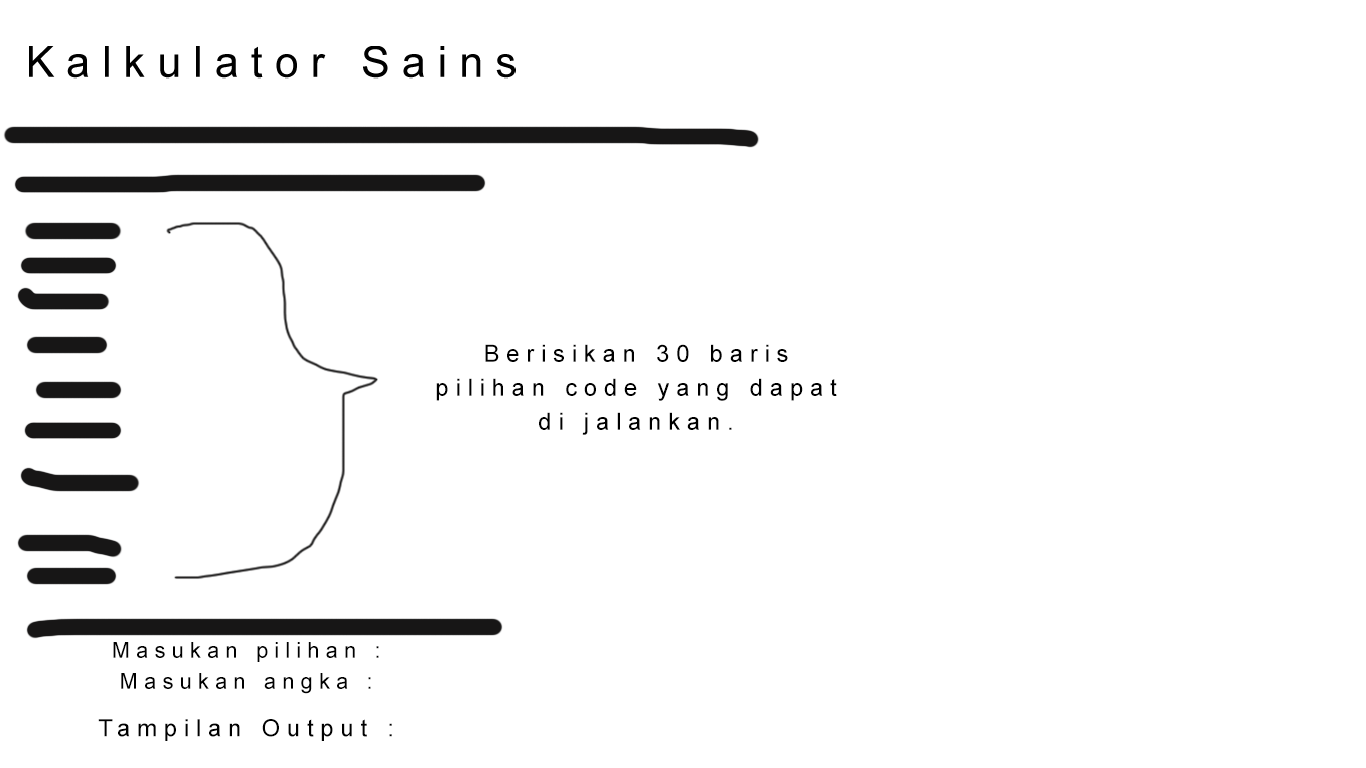 Kalkulator Sains
Berisikan 30 baris
pilihan code yang dapat
di jalankan.
Masukan pilihan :
Masukan angka :
Tampilan Output :